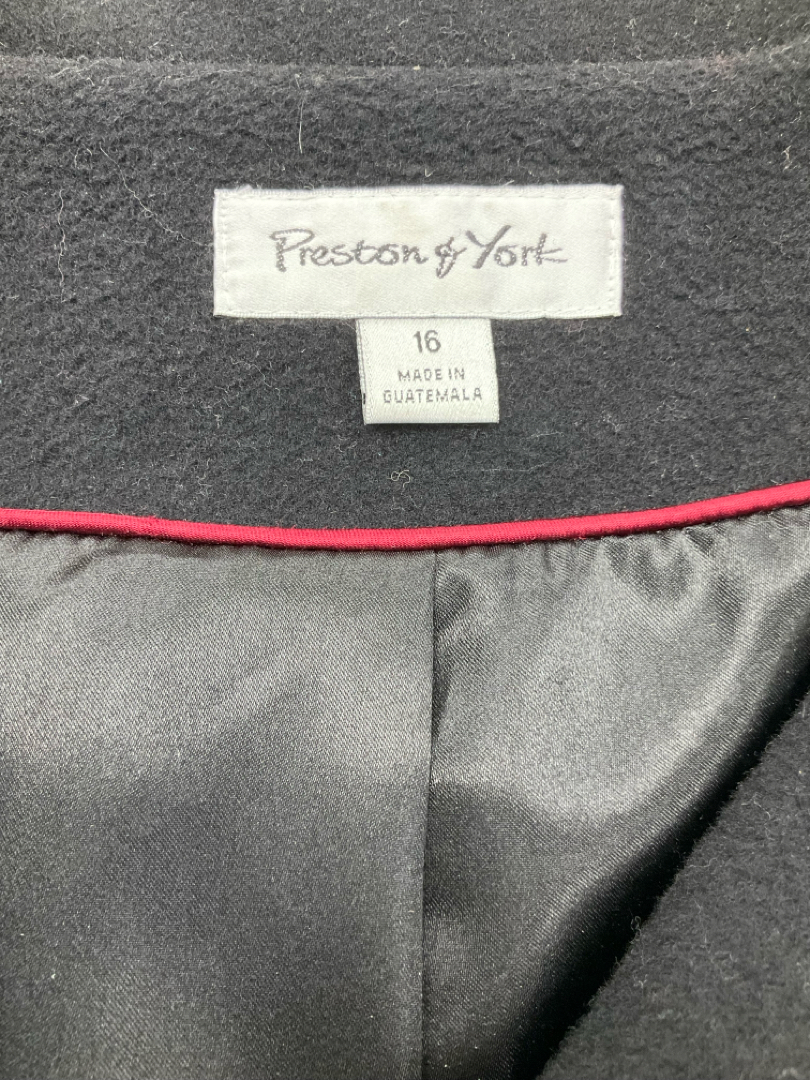 Preston & York
16
MADE IN
GUATEMALA